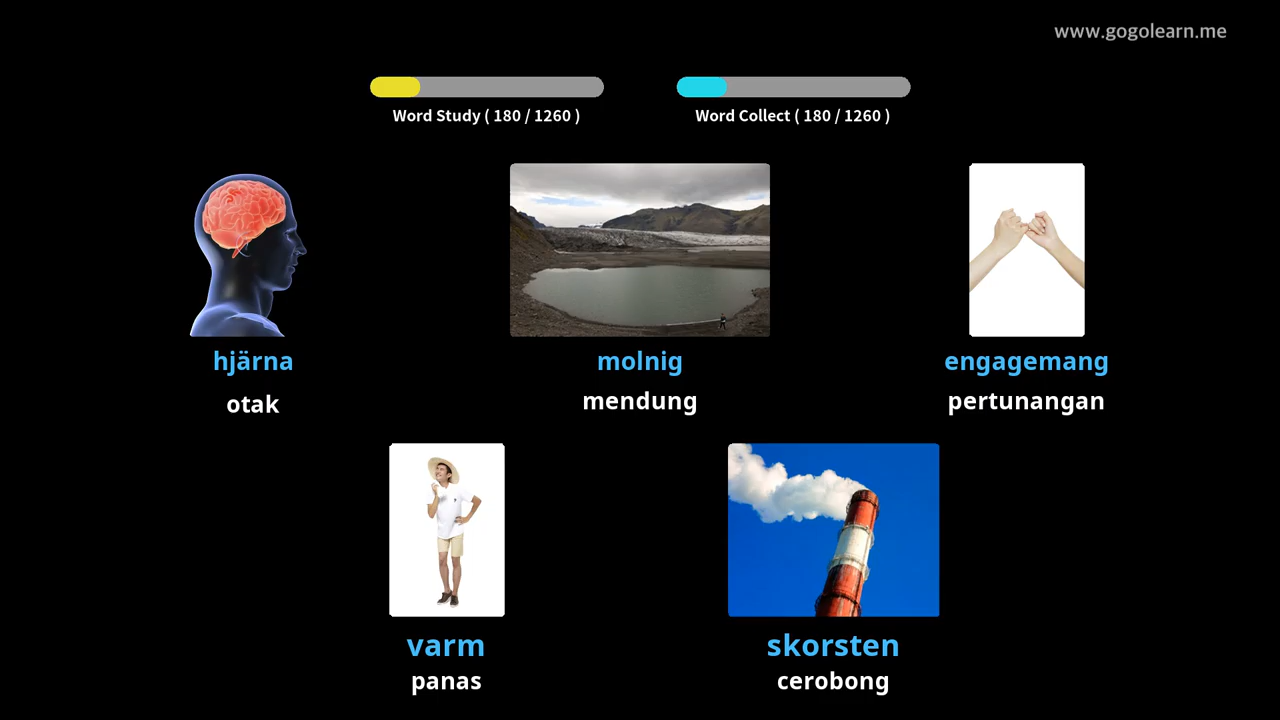 www.gogolearn.me
Word Study ( 180 / 1260 )
Word Collect ( 180 / 1260 )
hjärna
otak
molnig
mendung
engagemang
pertunangan
varm
panas
skorsten
cerobong